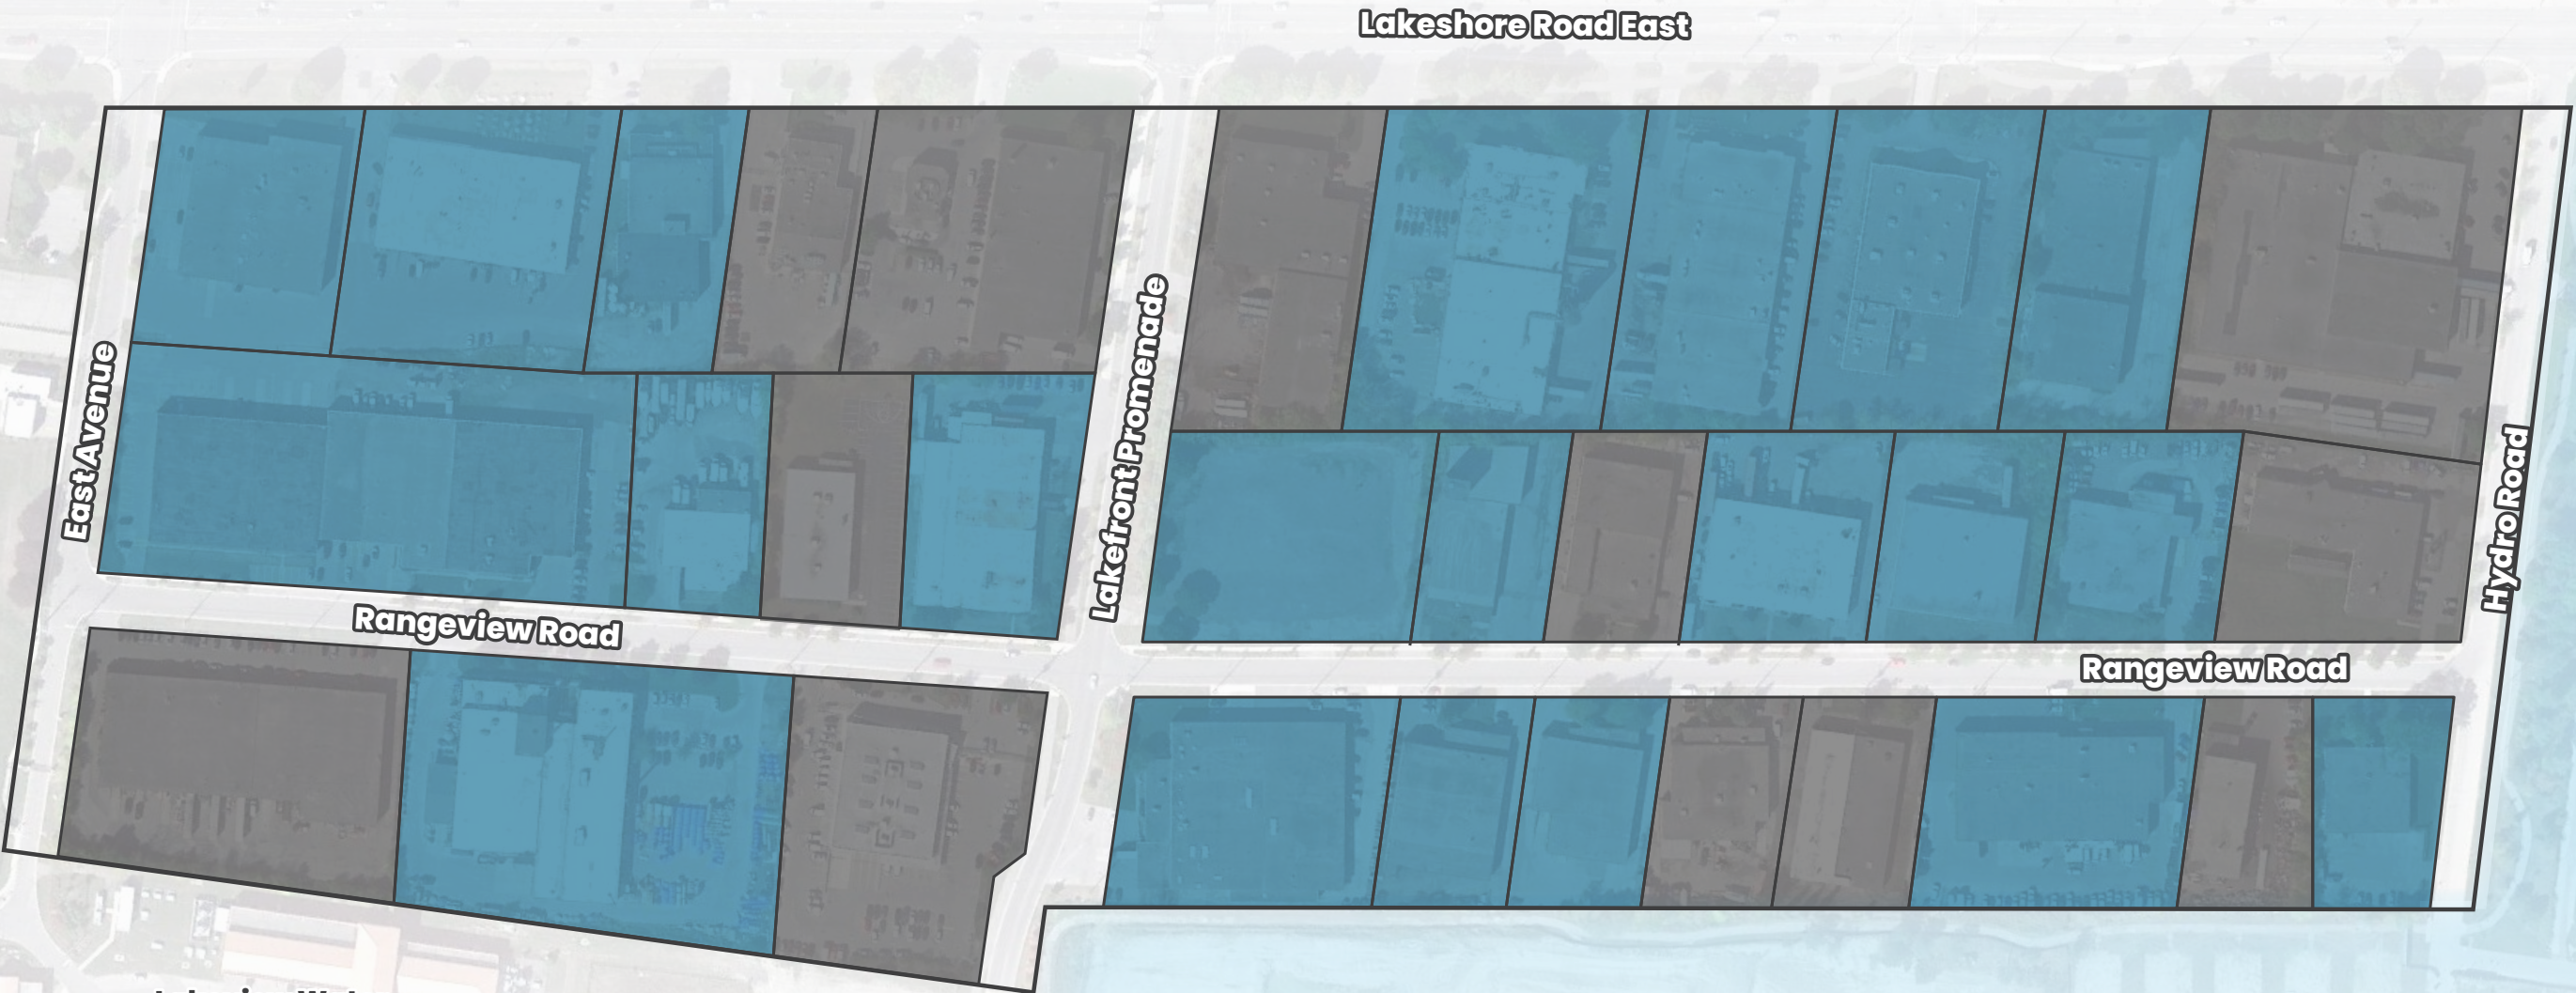 Lakeshore Road East
East Avenue
Lakefront Promenade
Hydro Road
Rangeview Road
Rangeview Road